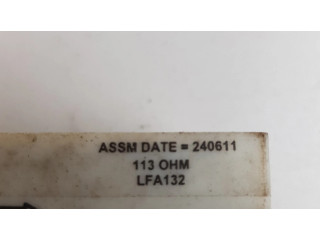 ASSM DATE = 240611
113 OHM
LFA132